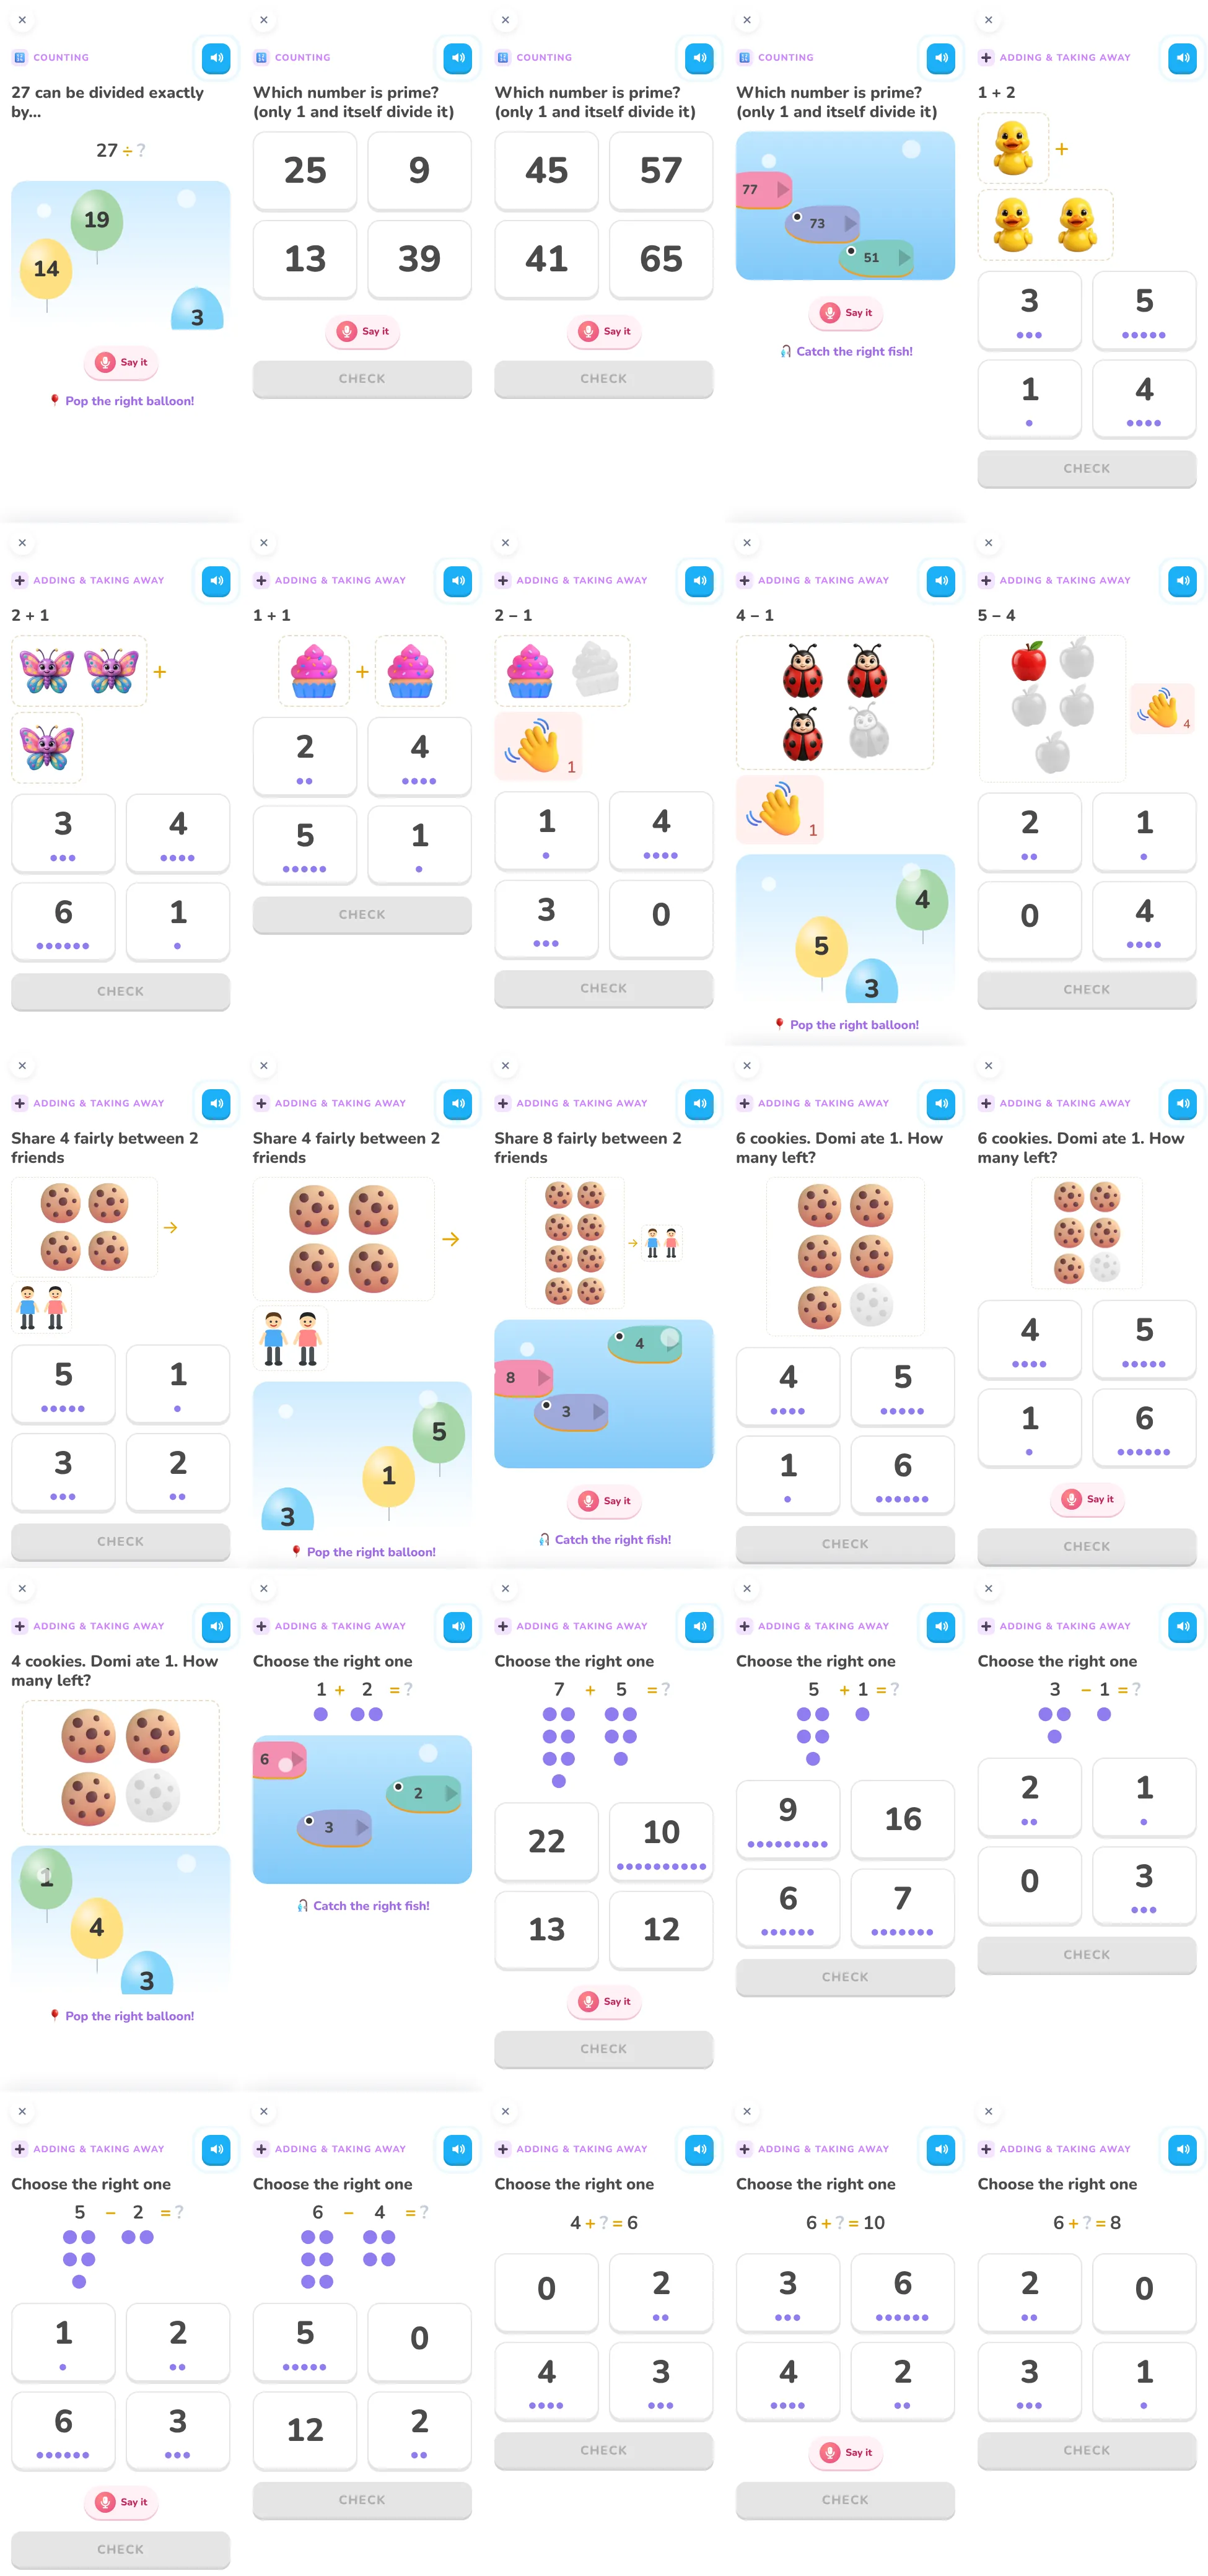 ×
COUNTING
27 can be divided exactly
by...
27 ÷ ?
19
14
3
Say it
Pop the right balloon!
×
COUNTING
Which number is prime?
(only 1 and itself divide it)
25 9
13 39
Say it
CHECK
×
COUNTING
Which number is prime?
(only 1 and itself divide it)
45 57
41 65
Say it
CHECK
×
COUNTING
Which number is prime?
(only 1 and itself divide it)
77
73
51
Say it
Catch the right fish!
×
ADDING & TAKING AWAY
1 + 2
+
3 5
1 4
CHECK
×
ADDING & TAKING AWAY
2 + 1
+
3 4
6 1
CHECK
×
ADDING & TAKING AWAY
1 + 1
+
2 4
5 1
CHECK
×
ADDING & TAKING AWAY
2 – 1
1
1 4
3 0
CHECK
×
ADDING & TAKING AWAY
4 – 1
1
4
5
3
Pop the right balloon!
×
ADDING & TAKING AWAY
5 – 4
4
2 1
0 4
CHECK
×
ADDING & TAKING AWAY
Share 4 fairly between 2
friends
→
5 1
3 2
CHECK
×
ADDING & TAKING AWAY
Share 4 fairly between 2
friends
→
5
1
3
Pop the right balloon!
×
ADDING & TAKING AWAY
Share 8 fairly between 2
friends
→
4
8
3
Say it
Catch the right fish!
×
ADDING & TAKING AWAY
6 cookies. Domi ate 1. How
many left?
4 5
1 6
CHECK
×
ADDING & TAKING AWAY
6 cookies. Domi ate 1. How
many left?
4 5
1 6
Say it
CHECK
×
ADDING & TAKING AWAY
4 cookies. Domi ate 1. How
many left?
1
4
3
Pop the right balloon!
×
ADDING & TAKING AWAY
Choose the right one
1 + 2 = ?
6
2
3
Catch the right fish!
×
ADDING & TAKING AWAY
Choose the right one
7 + 5 = ?
22 10
13 12
Say it
CHECK
×
ADDING & TAKING AWAY
Choose the right one
5 + 1 = ?
9 16
6 7
CHECK
×
ADDING & TAKING AWAY
Choose the right one
3 – 1 = ?
2 1
0 3
CHECK
×
ADDING & TAKING AWAY
Choose the right one
5 – 2 = ?
1 2
6 3
Say it
CHECK
×
ADDING & TAKING AWAY
Choose the right one
6 – 4 = ?
5 0
12 2
CHECK
×
ADDING & TAKING AWAY
Choose the right one
4 + ? = 6
0 2
4 3
CHECK
×
ADDING & TAKING AWAY
Choose the right one
6 + ? = 10
3 6
4 2
Say it
CHECK
×
ADDING & TAKING AWAY
Choose the right one
6 + ? = 8
2 0
3 1
CHECK